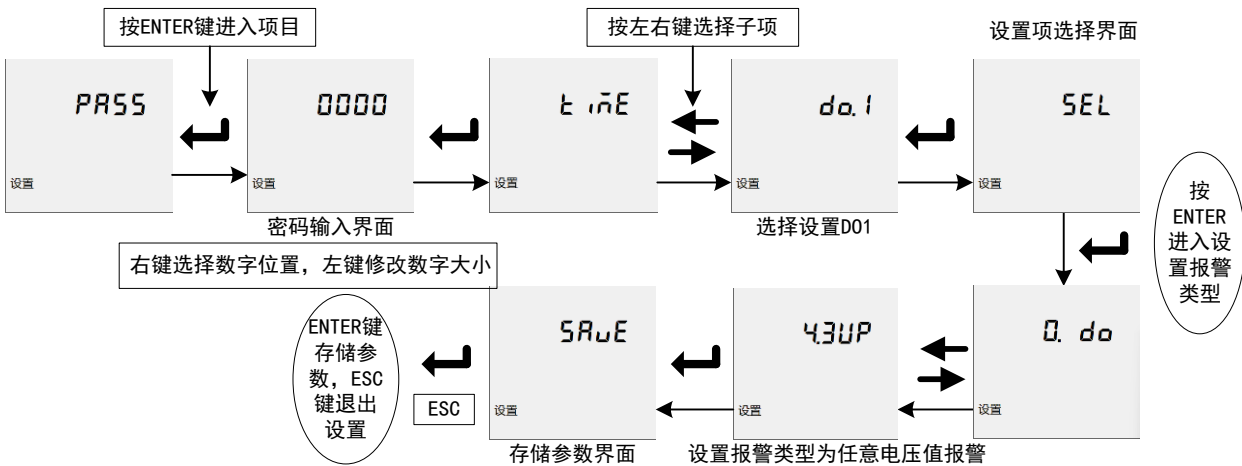 按ENTER键进入项目
按左右键选择子项
设置项选择界面
PASS
设置
0000
设置
密码输入界面
timE
设置
do.1
设置
选择设置DO1
SEL
设置
右键选择数字位置，左键修改数字大小
按
ENTER
进入设
置报警
类型
ENTER键
存储参
数，ESC
键退出
设置
ESC
SAvE
设置
存储参数界面
4.3UP
设置
设置报警类型为任意电压值报警
0. do
设置